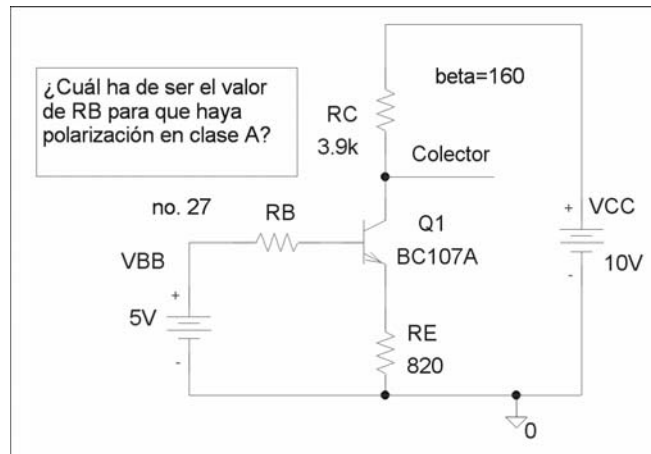 ¿Cuál ha de ser el valor
de RB para que haya
polarización en clase A?
beta=160
RC
3.9k
Colector
no. 27
RB
Q1
BC107A
+
VCC
-
10V
VBB
+
5V
-
RE
820
0